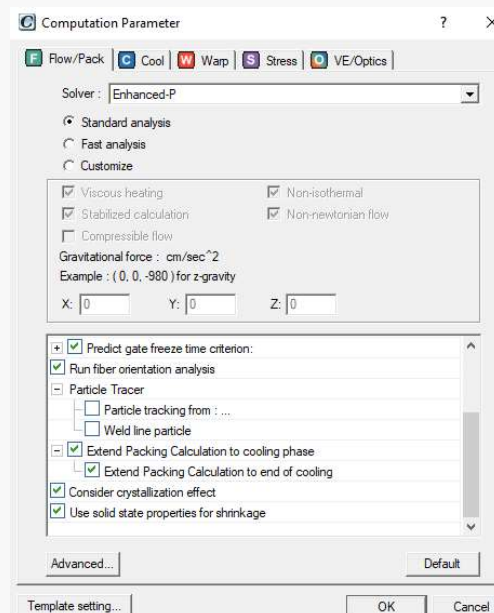 Computation Parameter ? ×
F Flow/Pack C Cool W Warp S Stress O VE/Optics
Solver : Enhanced-P
Standard analysis
Fast analysis
Customize
Viscous heating Non-isothermal
Stabilized calculation Non-newtonian flow
Compressible flow
Gravitational force : cm/sec^2
Example : ( 0, 0, -980 ) for z-gravity
X: 0 Y: 0 Z: 0
Predict gate freeze time criterion:
Run fiber orientation analysis
Particle Tracer
Particle tracking from : ...
Weld line particle
Extend Packing Calculation to cooling phase
Extend Packing Calculation to end of cooling
Consider crystallization effect
Use solid state properties for shrinkage
Advanced... Default
Template setting... OK Cancel